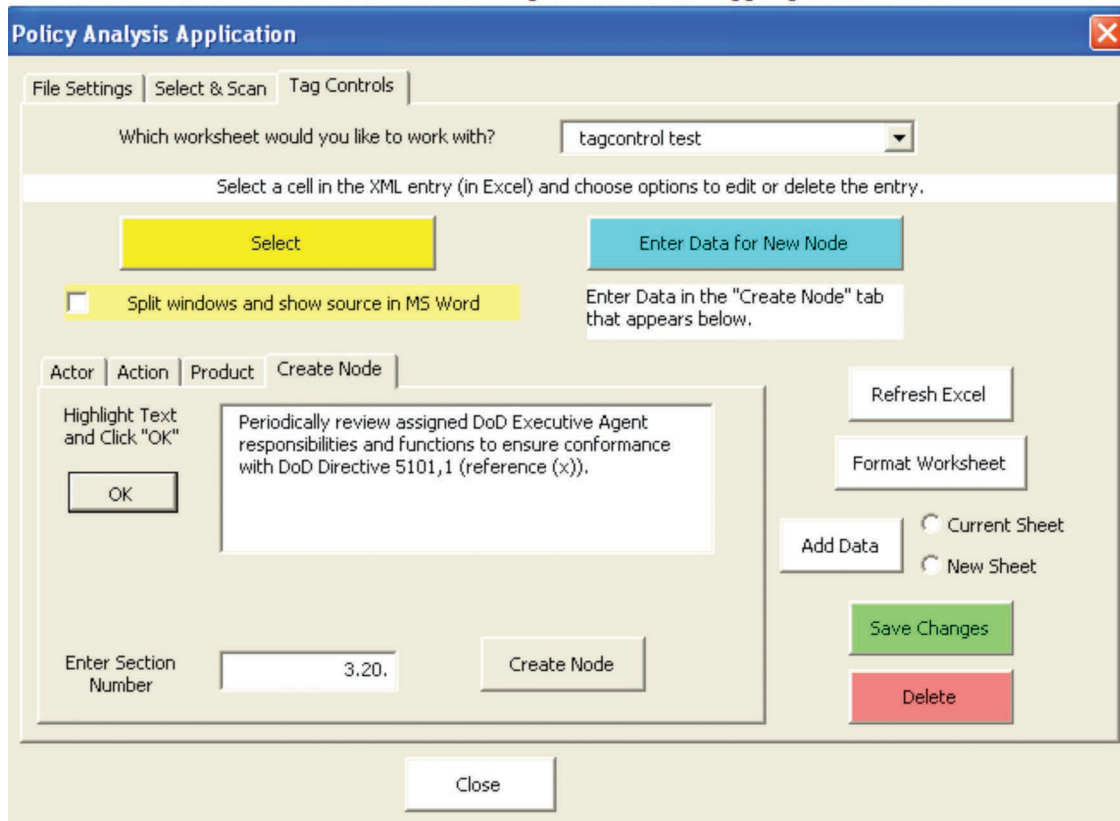 Policy Analysis Application
File Settings
Select & Scan
Tag Controls
Which worksheet would you like to work with?
tagcontrol test
Select a cell in the XML entry (in Excel) and choose options to edit or delete the entry.
Select
Enter Data for New Node
Split windows and show source in MS Word
Enter Data in the "Create Node" tab
that appears below.
Actor
Action
Product
Create Node
Highlight Text
and Click "OK"
OK
Periodically review assigned DoD Executive Agent
responsibilities and functions to ensure conformance
with DoD Directive 5101,1 (reference (x)).
Enter Section
Number
3.20.
Create Node
Refresh Excel
Format Worksheet
Add Data
Current Sheet
New Sheet
Save Changes
Delete
Close